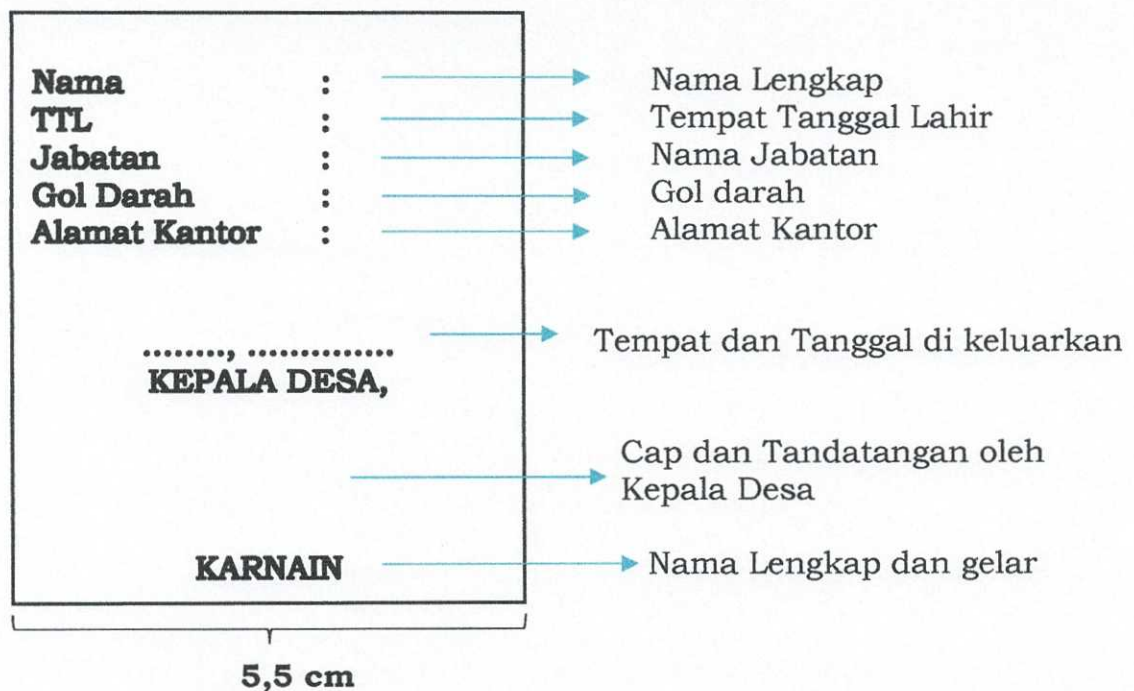 Nama : Nama Lengkap
TTL : Tempat Tanggal Lahir
Jabatan : Nama Jabatan
Gol Darah : Gol darah
Alamat Kantor : Alamat Kantor
Tempat dan Tanggal di keluarkan
........, ..............
KEPALA DESA,
Cap dan Tandatangan oleh
Kepala Desa
KARNAIN Nama Lengkap dan gelar
5,5 cm